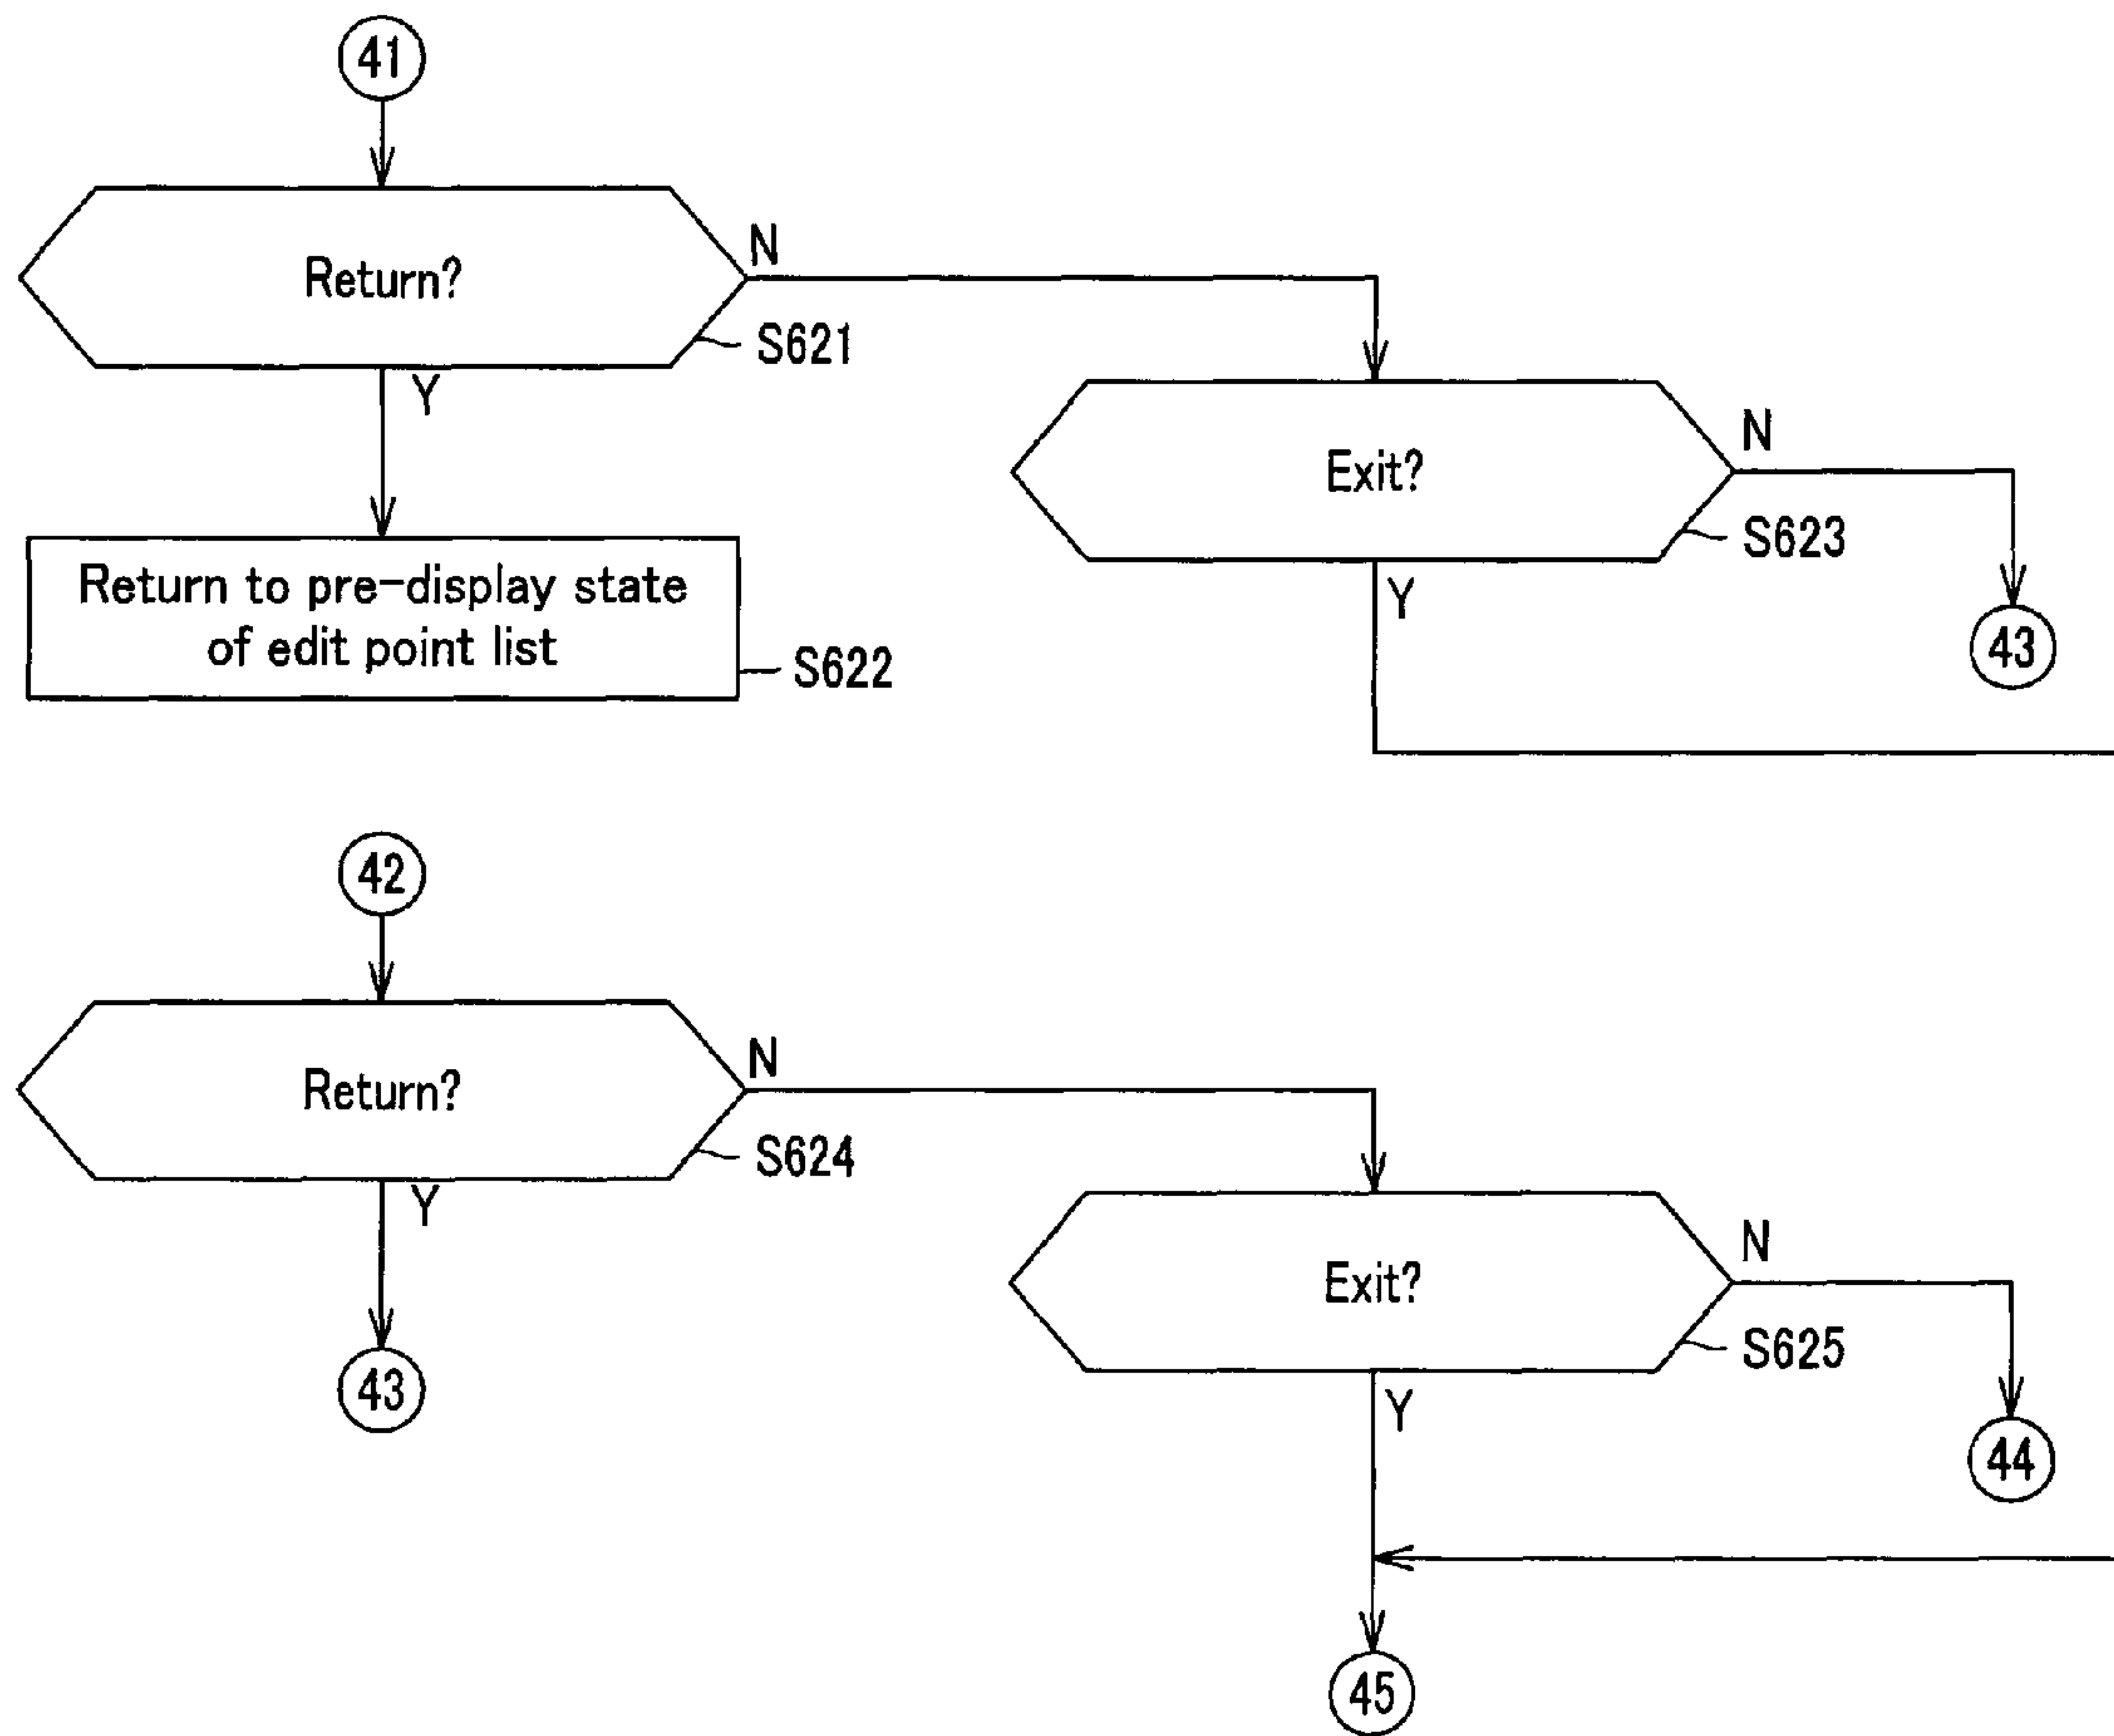 41
Return?
N
S621
Y
Exit?
N
S623
Y
43
Return to pre-display state
of edit point list
S622
42
Return?
N
S624
Y
43
Exit?
N
S625
Y
44
45